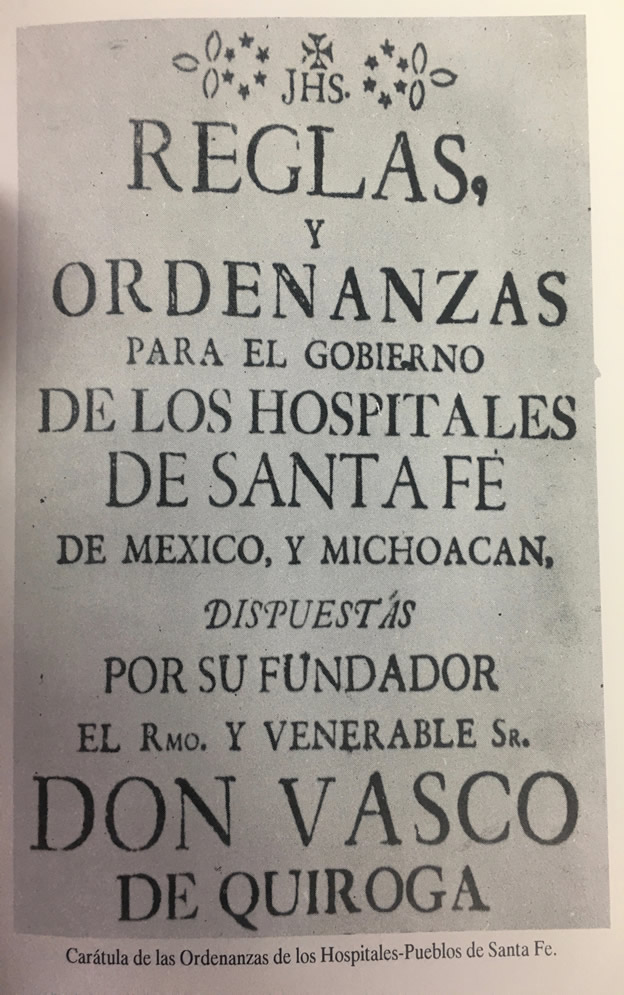 JHS.
REGLAS,
Y
ORDENANZAS
PARA EL GOBIERNO
DE LOS HOSPITALES
DE SANTA FÉ
DE MEXICO, Y MICHOACAN,
DISPUESTÁS
POR SU FUNDADOR
EL RMO. Y VENERABLE SR.
DON VASCO
DE QUIROGA
Carátula de las Ordenanzas de los Hospitales-Pueblos de Santa Fe.